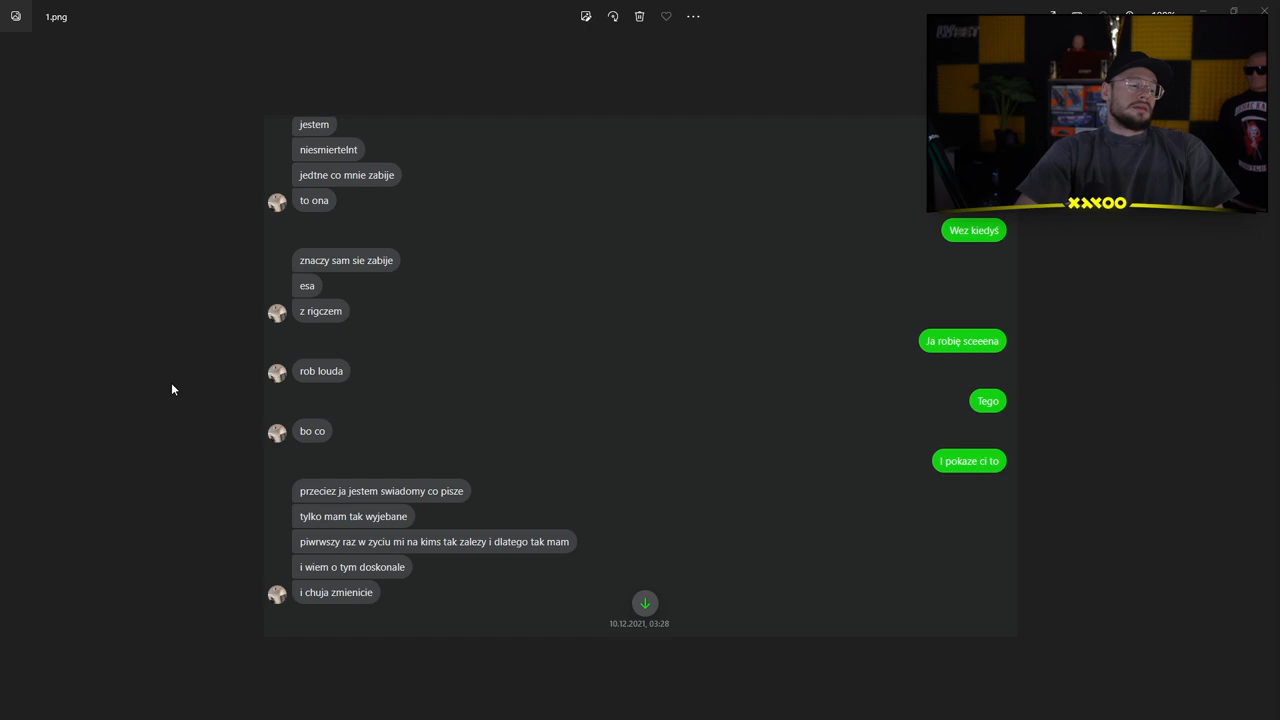 1.png
jestem
niesmiertelnt
jedtne co mnie zabije
to ona
Wez kiedyś
znaczy sam sie zabije
esa
z rigczem
Ja robię sceeena
rob louda
Tego
bo co
I pokaze ci to
przeciez ja jestem swiadomy co pisze
tylko mam tak wyjebane
piwrwszy raz w zyciu mi na kims tak zalezy i dlatego tak mam
i wiem o tym doskonale
i chuja zmienicie
10.12.2021, 03:28